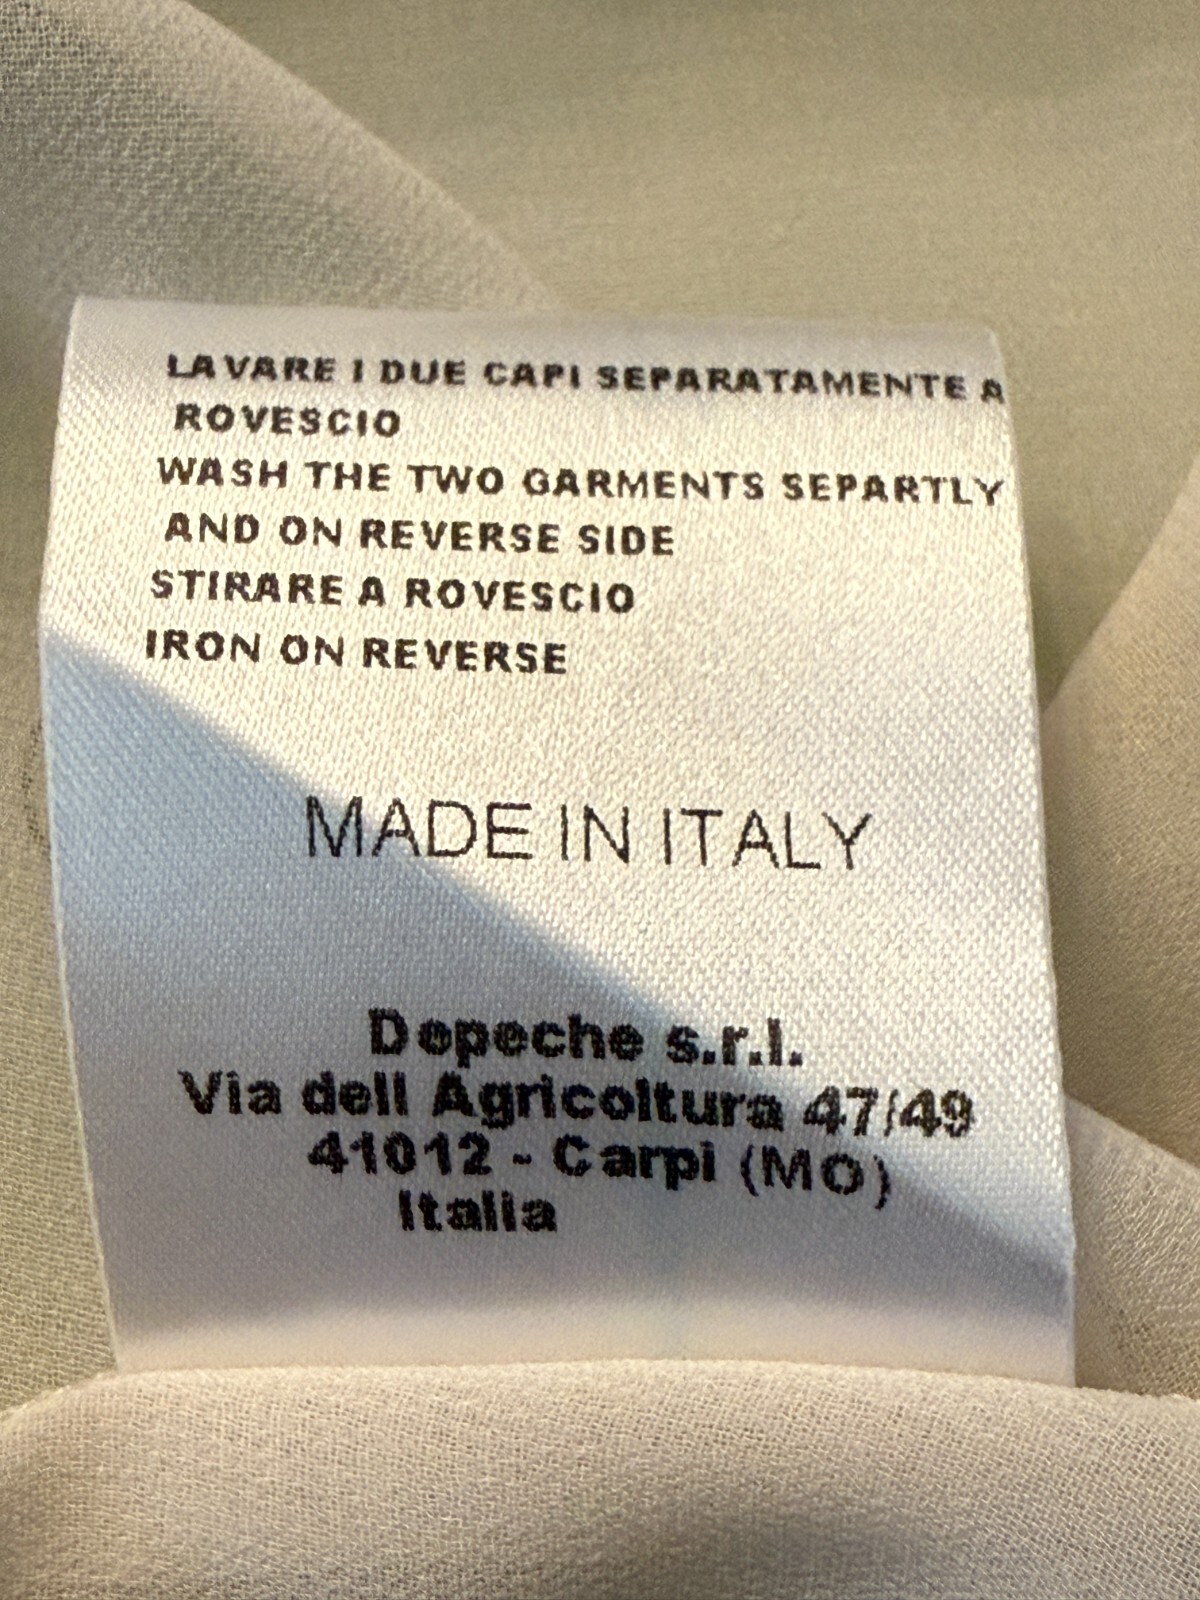 LAVARE I DUE CAPI SEPARATAMENTE A
ROVESCIO
WASH THE TWO GARMENTS SEPARTLY
AND ON REVERSE SIDE
STIRARE A ROVESCIO
IRON ON REVERSE
MADE IN ITALY
Depeche s.r.l.
Via dell Agricoltura 47/49
41012 - Carpi (MO)
Italia